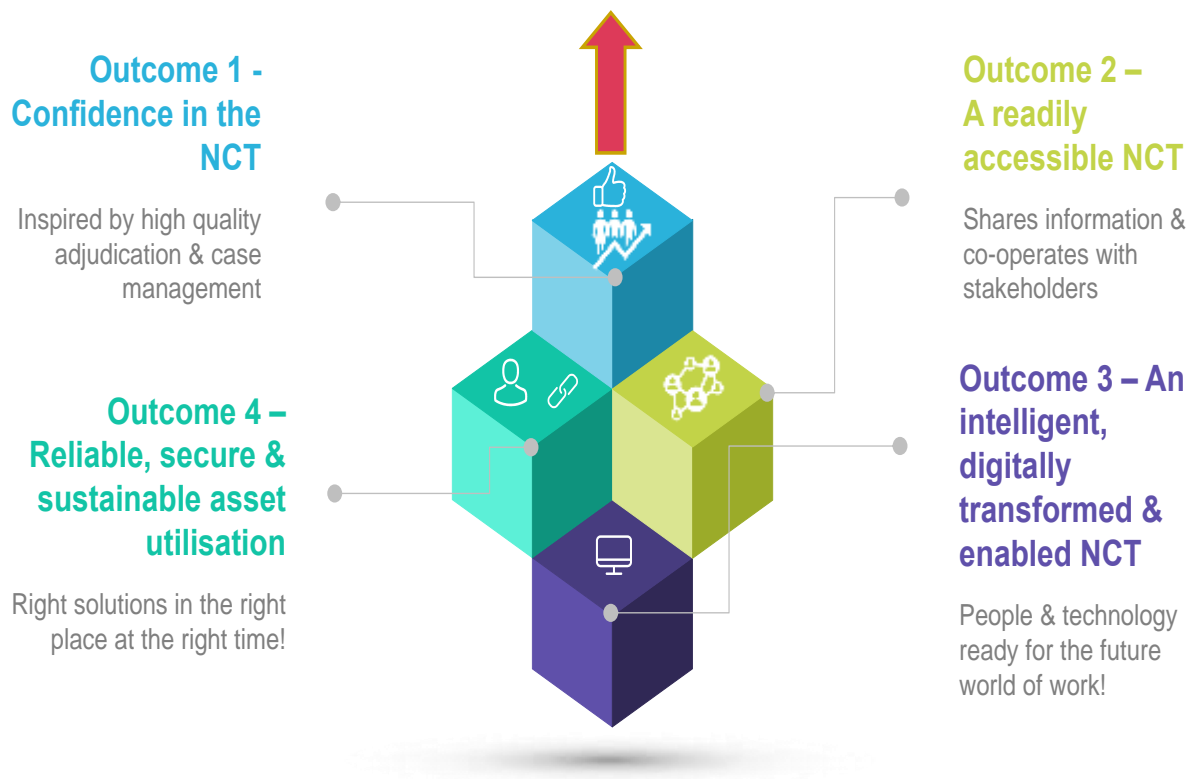 Outcome 1 -
Confidence in the
NCT
Inspired by high quality
adjudication & case
management
Outcome 2 –
A readily
accessible NCT
Shares information &
co-operates with
stakeholders
Outcome 3 – An
intelligent,
digitally
transformed &
enabled NCT
People & technology
ready for the future
world of work!
Outcome 4 –
Reliable, secure &
sustainable asset
utilisation
Right solutions in the right
place at the right time!